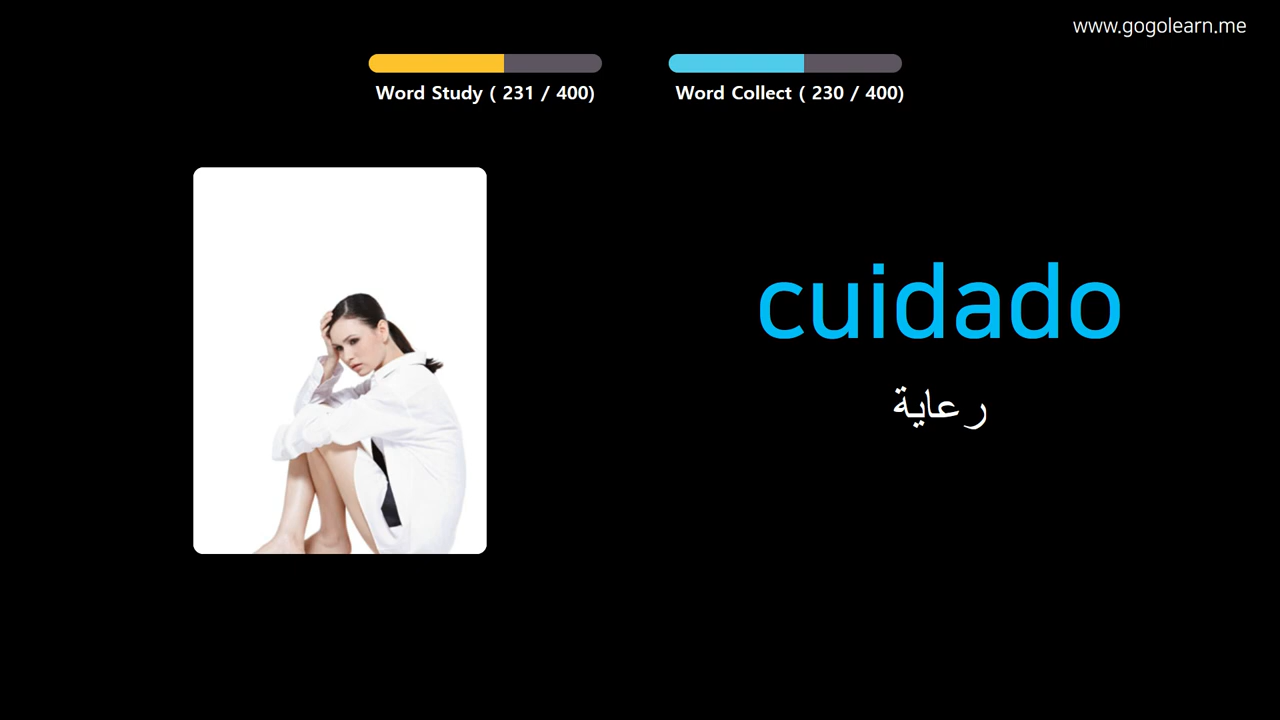 www.gogolearn.me
Word Study ( 231 / 400)
Word Collect ( 230 / 400)
cuidado
رعاية